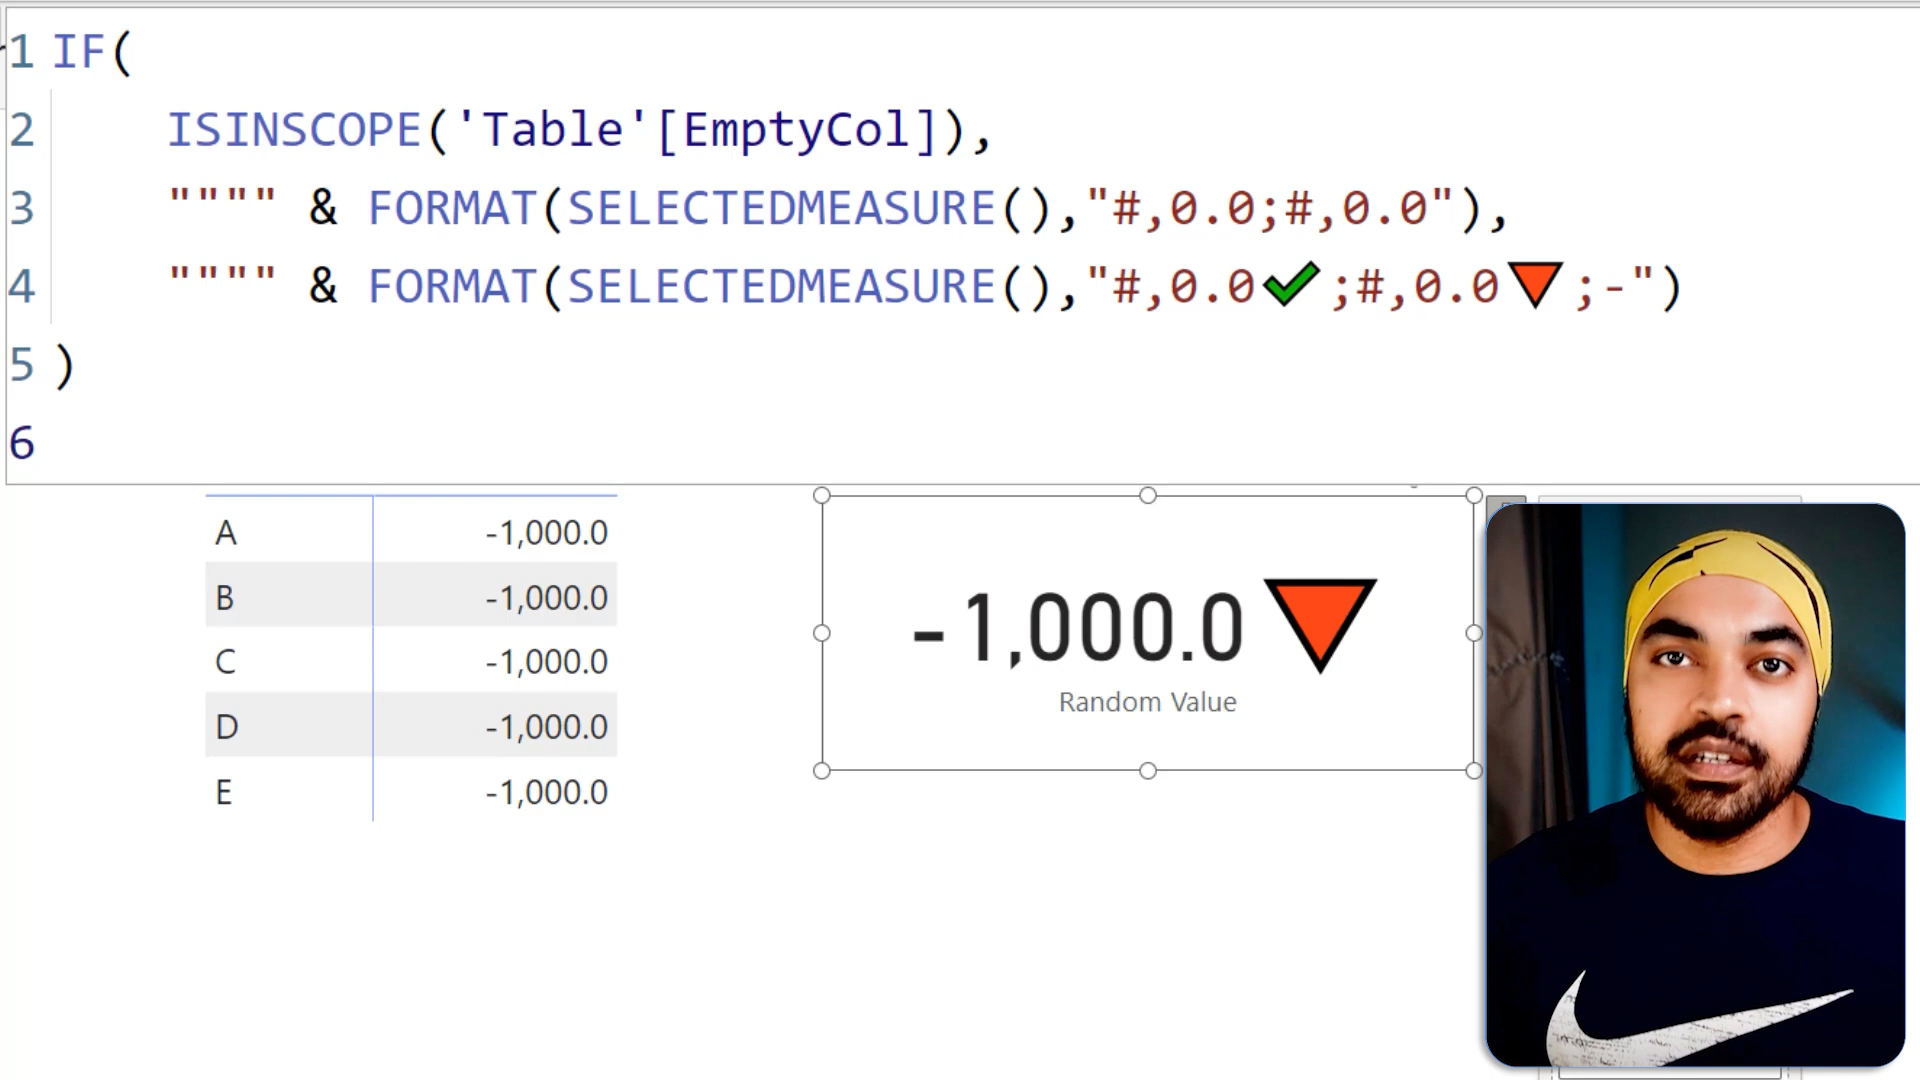 1 IF(
2 ISINSCOPE('Table'[EmptyCol]),
3 """" & FORMAT(SELECTEDMEASURE(),"#,0.0;#,0.0"),
4 """" & FORMAT(SELECTEDMEASURE(),"#,0.0✔;#,0.0🔻;-")
5 )
6
A -1,000.0
B -1,000.0
C -1,000.0
D -1,000.0
E -1,000.0
-1,000.0🔻
Random Value